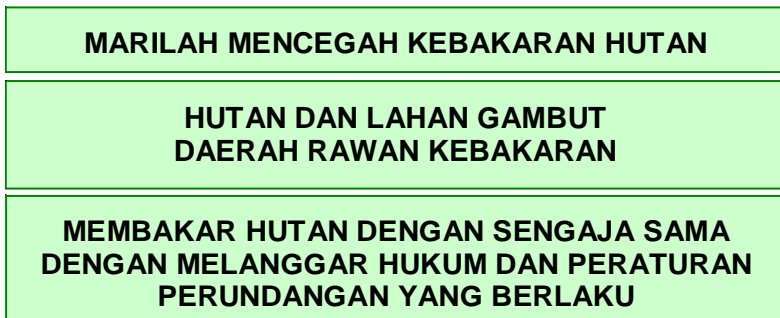 MARILAH MENCEGAH KEBAKARAN HUTAN
HUTAN DAN LAHAN GAMBUT
DAERAH RAWAN KEBAKARAN
MEMBAKAR HUTAN DENGAN SENGAJA SAMA
DENGAN MELANGGAR HUKUM DAN PERATURAN
PERUNDANGAN YANG BERLAKU